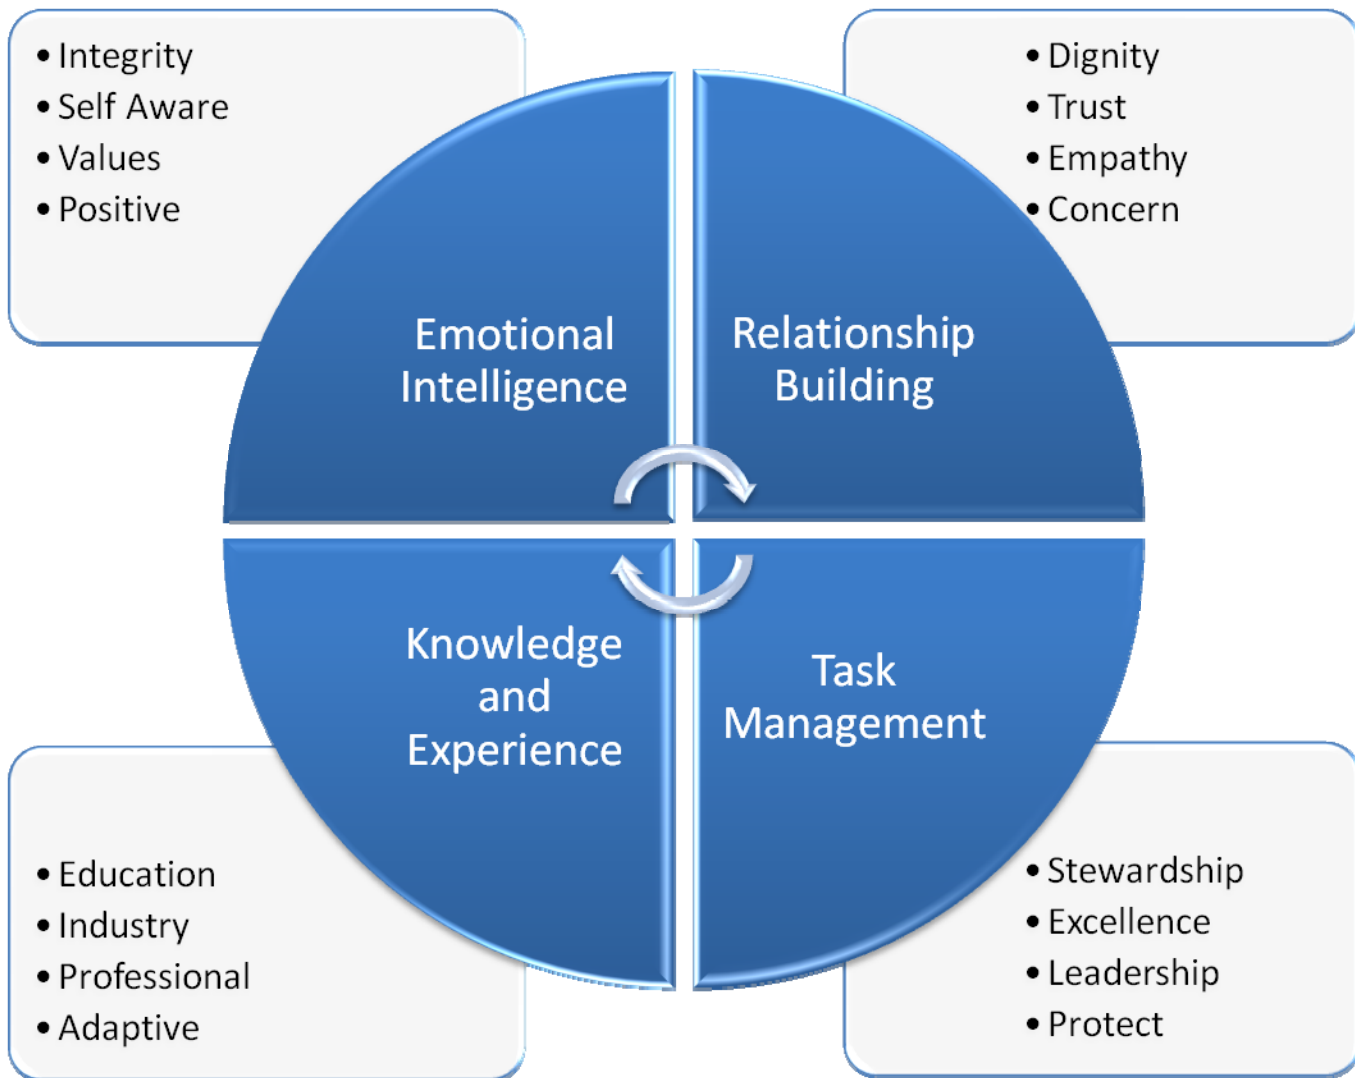 • Integrity
• Self Aware
• Values
• Positive
• Dignity
• Trust
• Empathy
• Concern
Emotional
Intelligence
Relationship
Building
Knowledge
and
Experience
Task
Management
• Education
• Industry
• Professional
• Adaptive
• Stewardship
• Excellence
• Leadership
• Protect